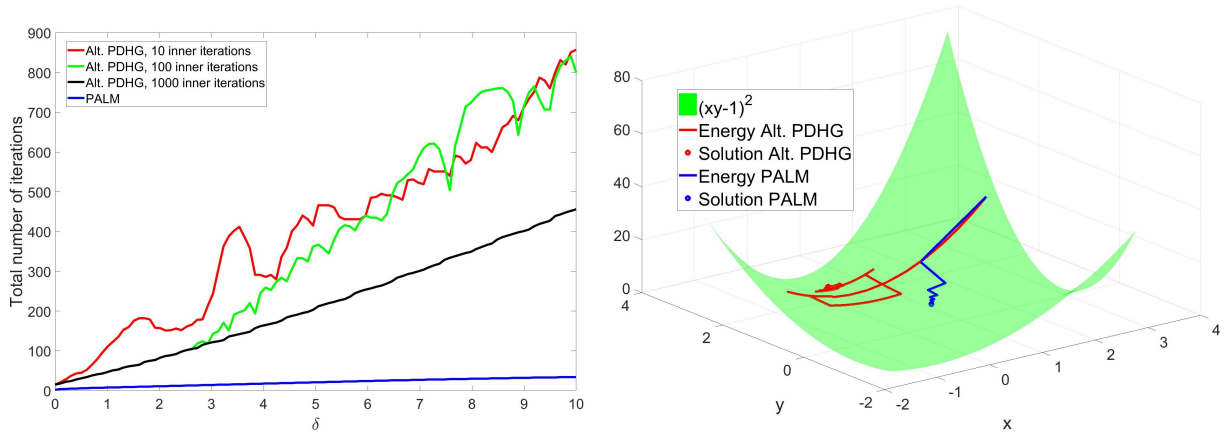 900
800
700
600
500
400
300
200
100
0
Total number of iterations
Alt. PDHG, 10 inner iterations
Alt. PDHG, 100 inner iterations
Alt. PDHG, 1000 inner iterations
PALM
0 1 2 3 4 5 6 7 8 9 10
δ
80
60
40
20
0
(xy-1)^2
Energy Alt. PDHG
Solution Alt. PDHG
Energy PALM
Solution PALM
4
2
0
-2
y
-2
-1
0
1
2
3
4
x